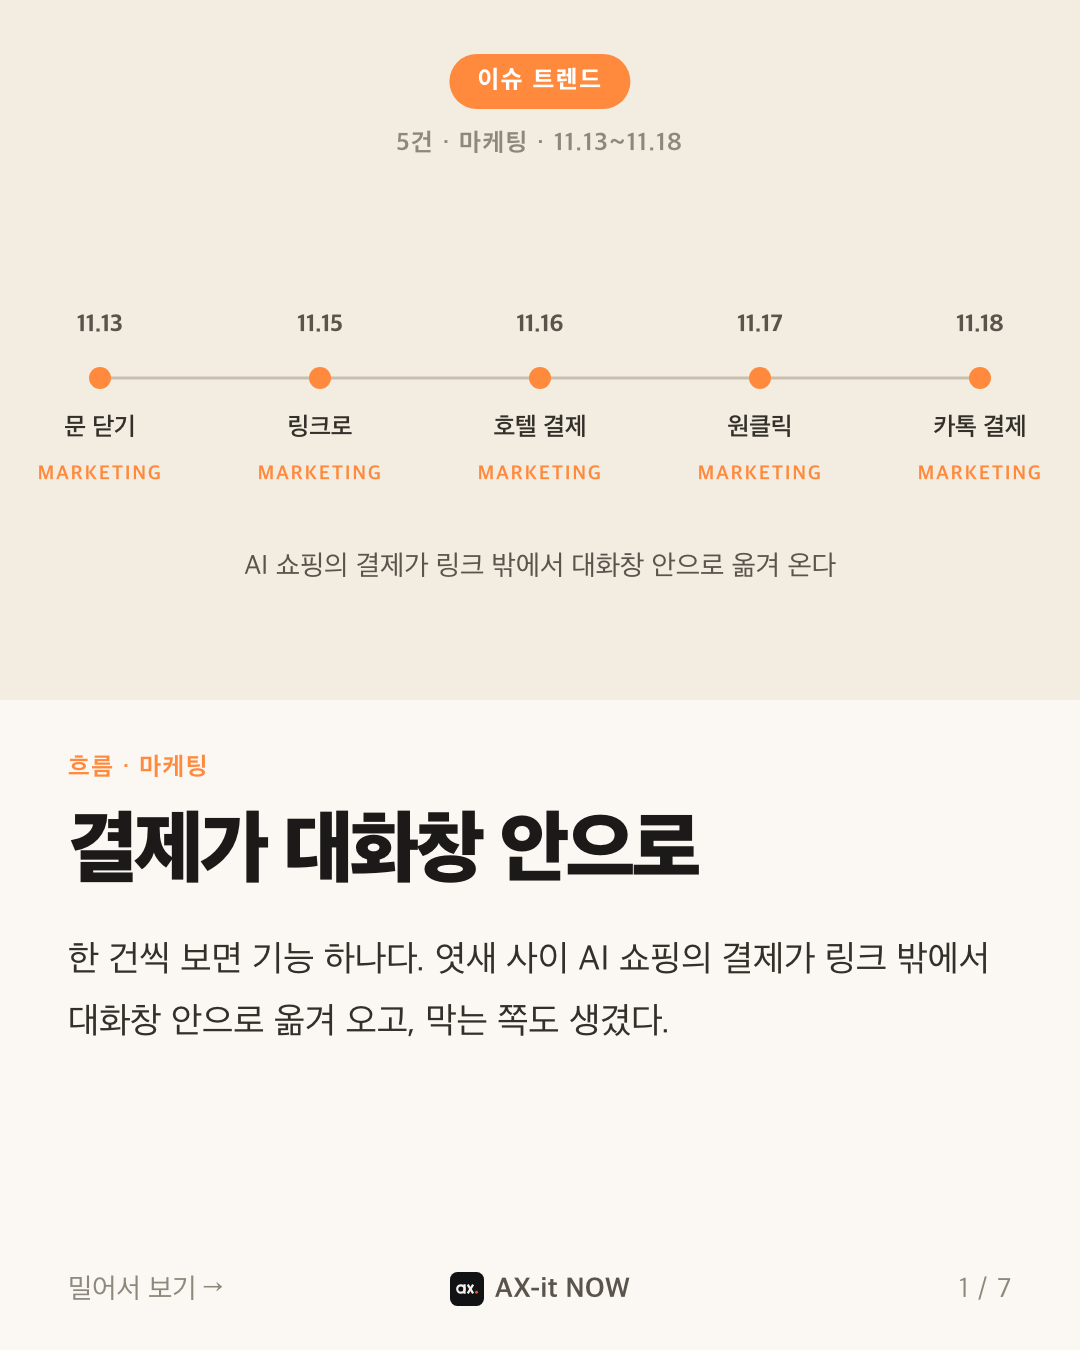 이슈 트렌드
5건 · 마케팅 · 11.13~11.18
11.13 11.15 11.16 11.17 11.18
문 닫기 링크로 호텔 결제 원클릭 카톡 결제
MARKETING MARKETING MARKETING MARKETING MARKETING
AI 쇼핑의 결제가 링크 밖에서 대화창 안으로 옮겨 온다
흐름 · 마케팅
결제가 대화창 안으로
한 건씩 보면 기능 하나다. 엿새 사이 AI 쇼핑의 결제가 링크 밖에서
대화창 안으로 옮겨 오고, 막는 쪽도 생겼다.
밀어서 보기 → ax. AX-it NOW 1 / 7